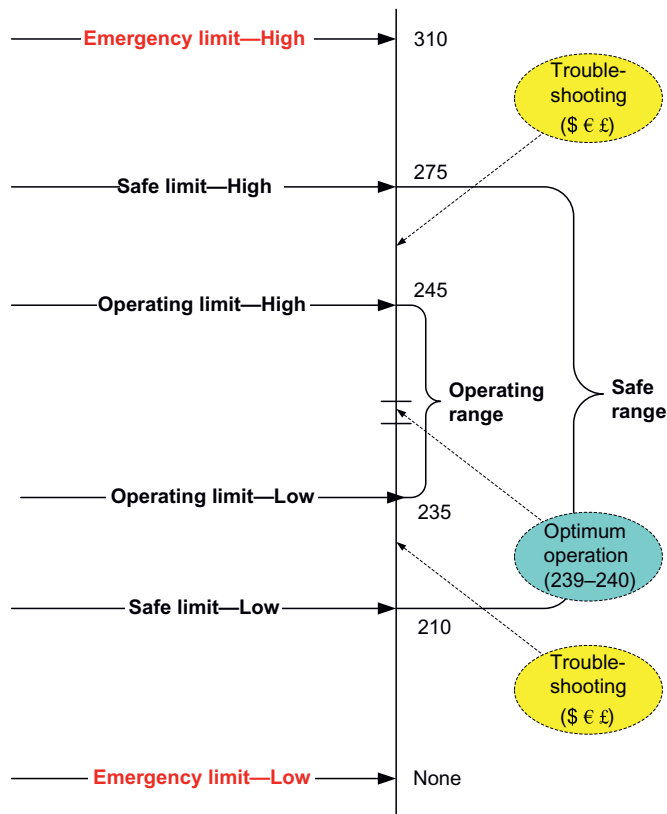 Emergency limit—High
310
Trouble-
shooting
($ € £)
Safe limit—High
275
Operating limit—High
245
Operating
range
Safe
range
Operating limit—Low
235
Optimum
operation
(239–240)
Safe limit—Low
210
Trouble-
shooting
($ € £)
Emergency limit—Low
None